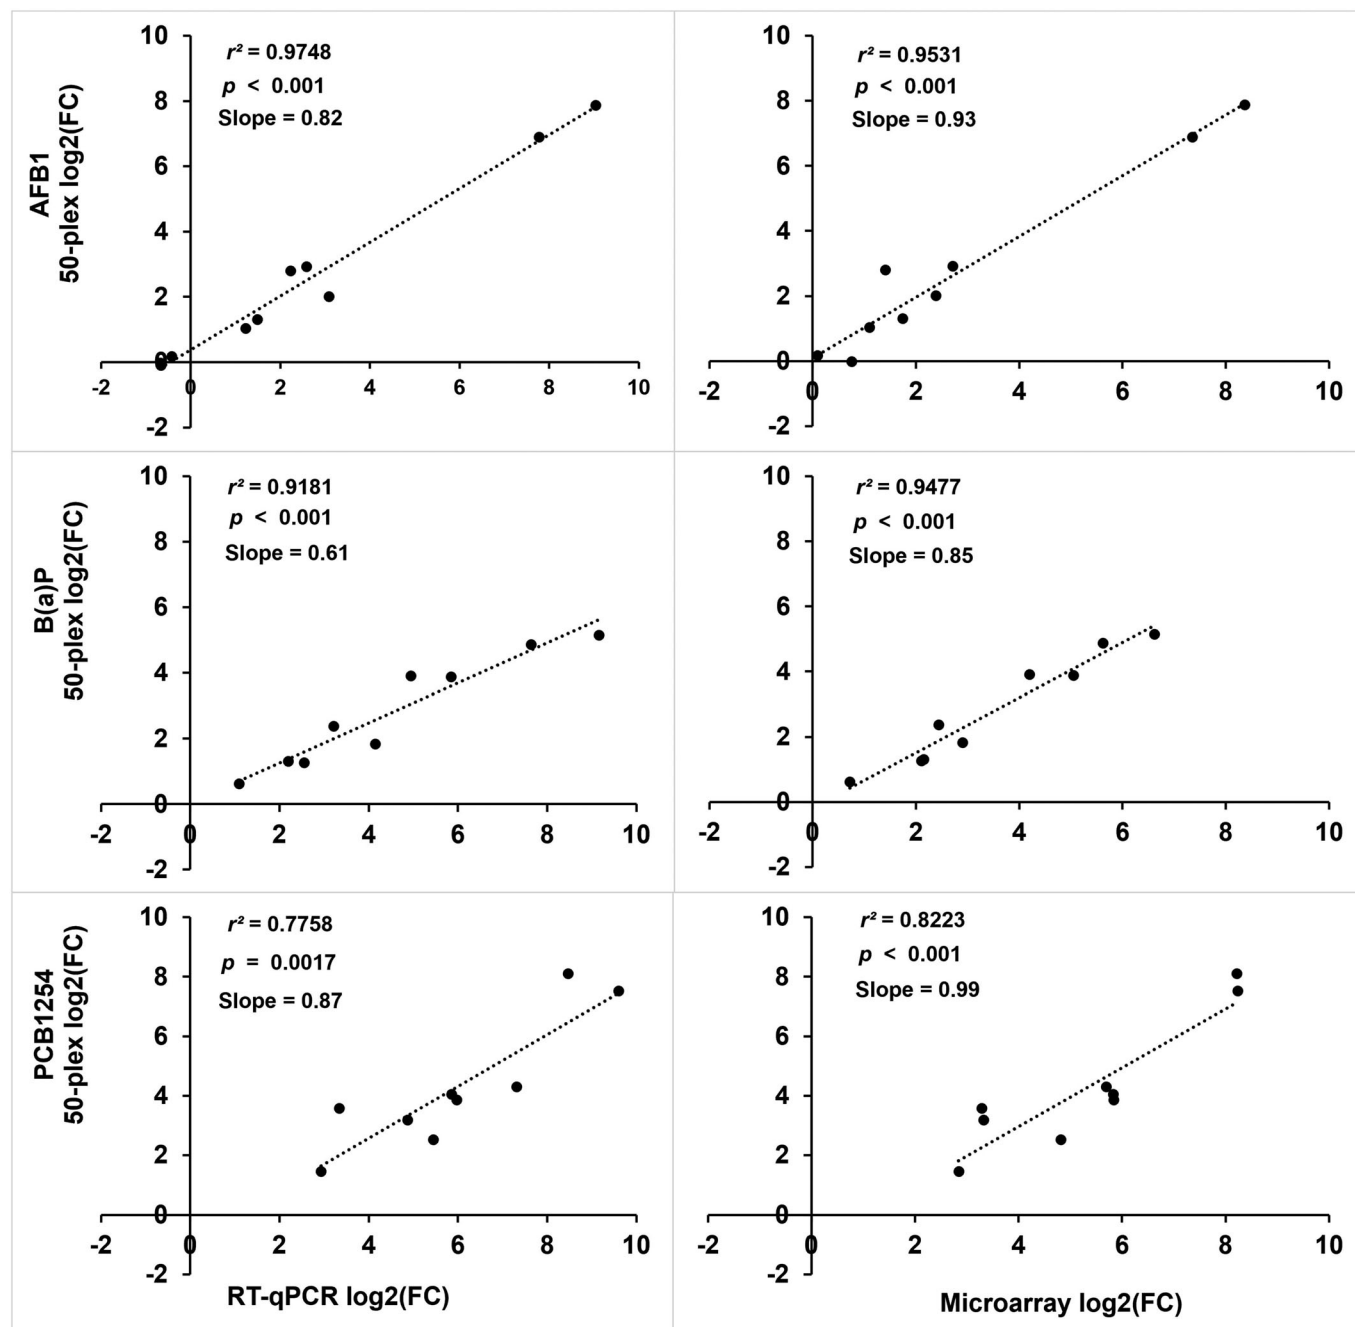 AFB1
50-plex log2(FC)
r² = 0.9748
p < 0.001
Slope = 0.82
10
8
6
4
2
0
-2
-2 0 2 4 6 8 10
r² = 0.9531
p < 0.001
Slope = 0.93
10
8
6
4
2
0
-2
-2 0 2 4 6 8 10
B(a)P
50-plex log2(FC)
r² = 0.9181
p < 0.001
Slope = 0.61
10
8
6
4
2
0
-2
-2 0 2 4 6 8 10
r² = 0.9477
p < 0.001
Slope = 0.85
10
8
6
4
2
0
-2
-2 0 2 4 6 8 10
PCB1254
50-plex log2(FC)
r² = 0.7758
p = 0.0017
Slope = 0.87
10
8
6
4
2
0
-2
-2 0 2 4 6 8 10
RT-qPCR log2(FC)
r² = 0.8223
p < 0.001
Slope = 0.99
10
8
6
4
2
0
-2
-2 0 2 4 6 8 10
Microarray log2(FC)